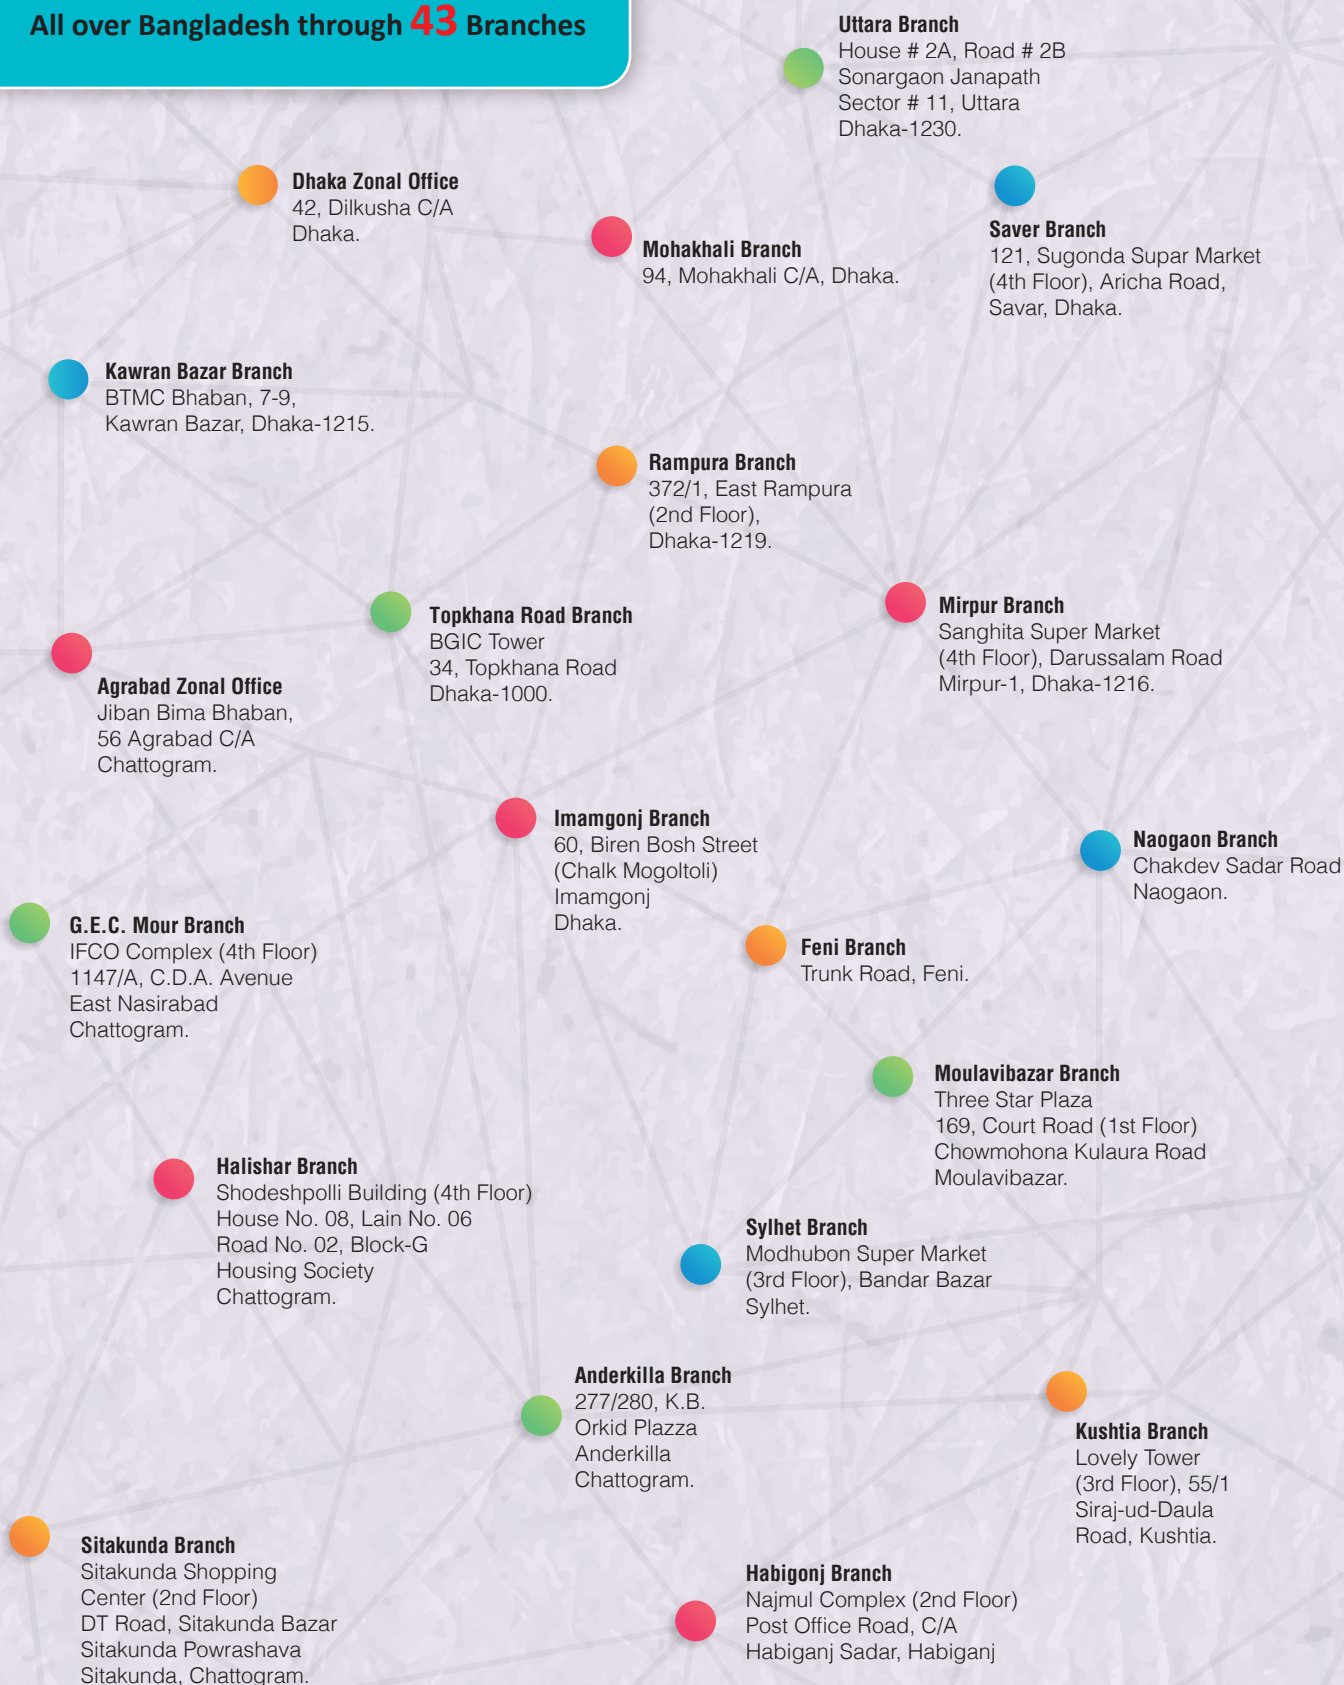 All over Bangladesh through 43 Branches
Uttara Branch
House # 2A, Road # 2B
Sonargaon Janapath
Sector # 11, Uttara
Dhaka-1230.
Dhaka Zonal Office
42, Dilkusha C/A
Dhaka.
Mohakhali Branch
94, Mohakhali C/A, Dhaka.
Saver Branch
121, Sugonda Supar Market
(4th Floor), Aricha Road,
Savar, Dhaka.
Kawran Bazar Branch
BTMC Bhaban, 7-9,
Kawran Bazar, Dhaka-1215.
Rampura Branch
372/1, East Rampura
(2nd Floor),
Dhaka-1219.
Topkhana Road Branch
BGIC Tower
34, Topkhana Road
Dhaka-1000.
Mirpur Branch
Sanghita Super Market
(4th Floor), Darussalam Road
Mirpur-1, Dhaka-1216.
Agrabad Zonal Office
Jiban Bima Bhaban,
56 Agrabad C/A
Chattogram.
Imamgonj Branch
60, Biren Bosh Street
(Chalk Mogoltoli)
Imamgonj
Dhaka.
Naogaon Branch
Chakdev Sadar Road
Naogaon.
G.E.C. Mour Branch
IFCO Complex (4th Floor)
1147/A, C.D.A. Avenue
East Nasirabad
Chattogram.
Feni Branch
Trunk Road, Feni.
Moulavibazar Branch
Three Star Plaza
169, Court Road (1st Floor)
Chowmohona Kulaura Road
Moulavibazar.
Halishar Branch
Shodeshpolli Building (4th Floor)
House No. 08, Lain No. 06
Road No. 02, Block-G
Housing Society
Chattogram.
Sylhet Branch
Modhubon Super Market
(3rd Floor), Bandar Bazar
Sylhet.
Anderkilla Branch
277/280, K.B.
Orkid Plazza
Anderkilla
Chattogram.
Kushtia Branch
Lovely Tower
(3rd Floor), 55/1
Siraj-ud-Daula
Road, Kushtia.
Sitakunda Branch
Sitakunda Shopping
Center (2nd Floor)
DT Road, Sitakunda Bazar
Sitakunda Powrashava
Sitakunda, Chattogram.
Habigonj Branch
Najmul Complex (2nd Floor)
Post Office Road, C/A
Habiganj Sadar, Habiganj